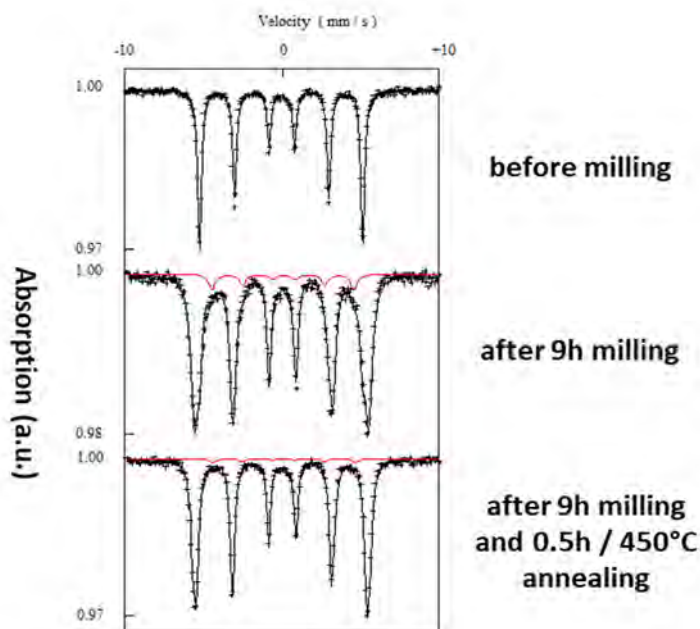 Velocity ( mm / s )
-10 0 +10
1.00
before milling
0.97
1.00
Absorption (a.u.)
after 9h milling
0.98
1.00
after 9h milling
and 0.5h / 450°C
annealing
0.97